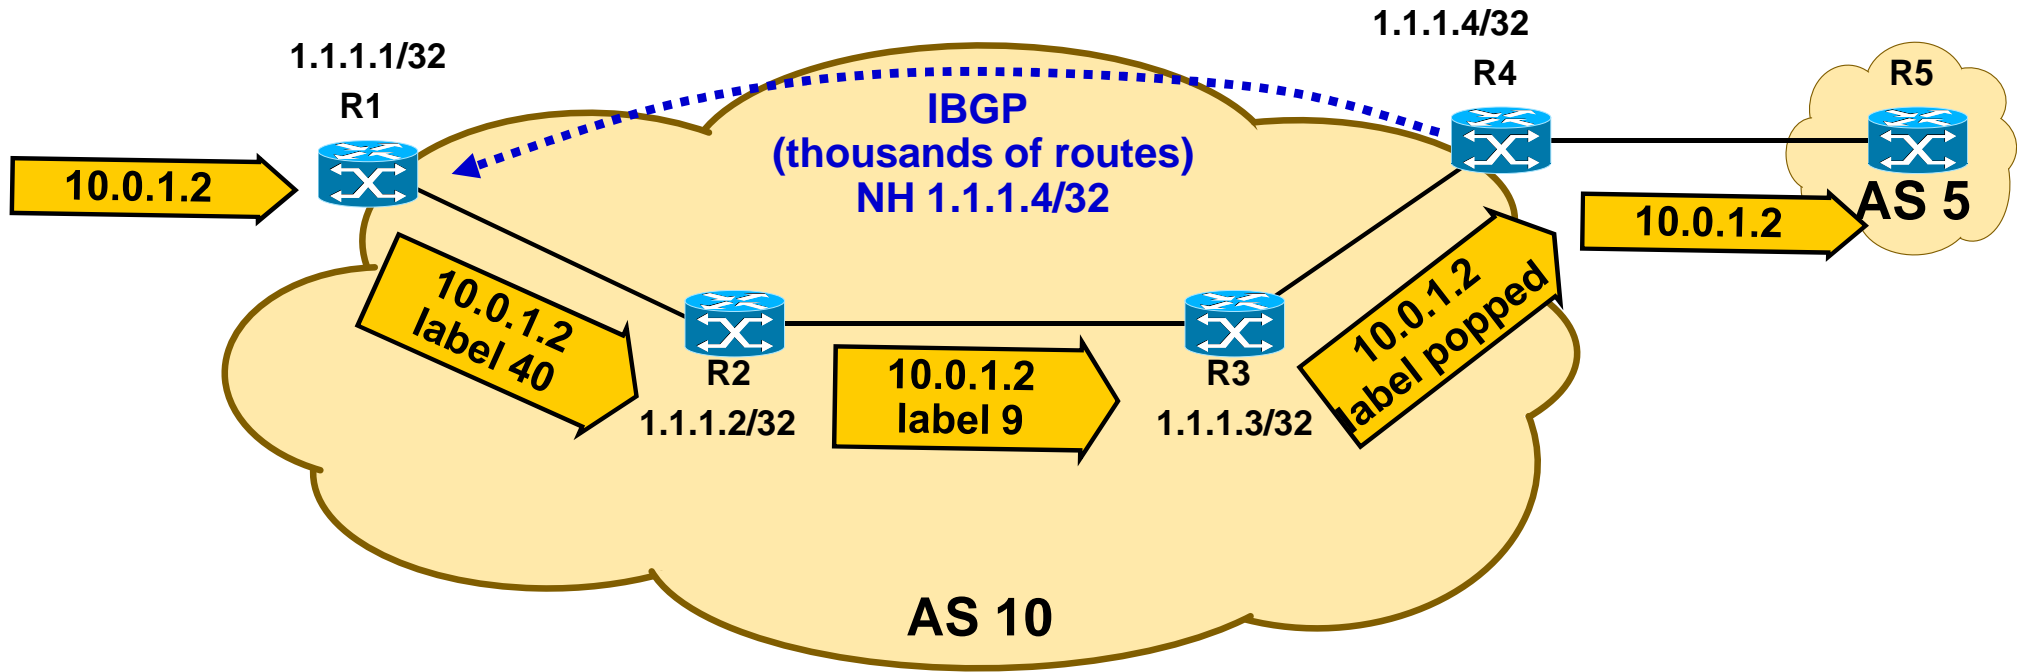 1.1.1.1/32
R1
10.0.1.2
IBGP
(thousands of routes)
NH 1.1.1.4/32
1.1.1.4/32
R4
R5
AS 5
10.0.1.2
10.0.1.2
label 40
R2
1.1.1.2/32
10.0.1.2
label 9
R3
1.1.1.3/32
10.0.1.2
label popped
AS 10